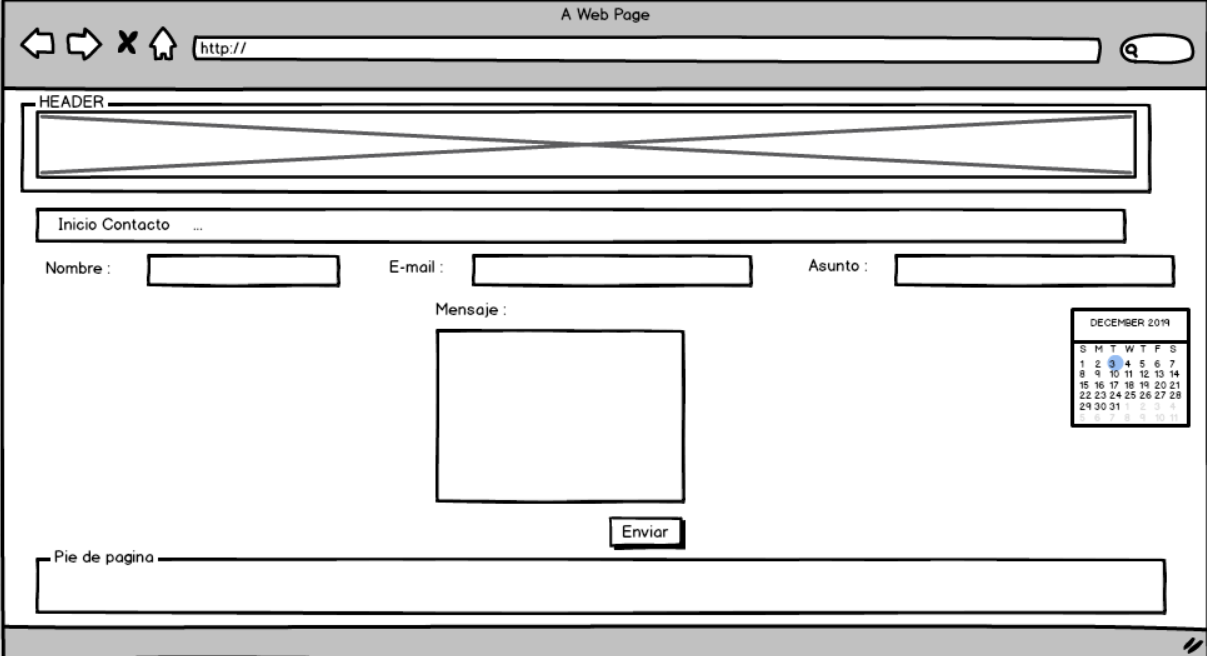 A Web Page
http://
HEADER
Inicio Contacto ...
Nombre :
E-mail :
Asunto :
Mensaje :
DECEMBER 2019
S M T W T F S
1 2 3 4 5 6 7
8 9 10 11 12 13 14
15 16 17 18 19 20 21
22 23 24 25 26 27 28
29 30 31 1 2 3 4
5 6 7 8 9 10 11
Enviar
Pie de pagina